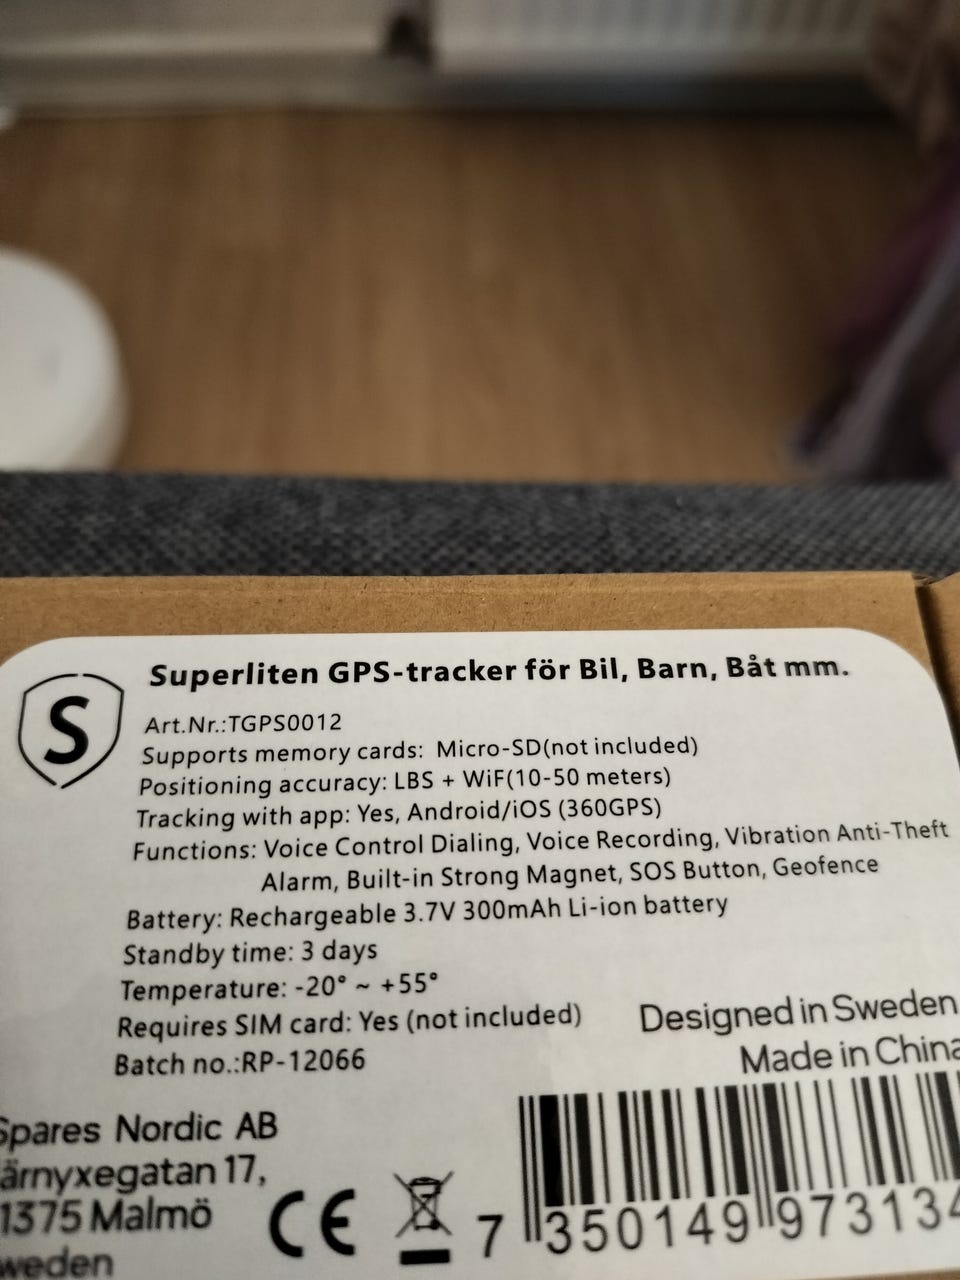 S
Superliten GPS-tracker för Bil, Barn, Båt mm.
Art.Nr.:TGPS0012
Supports memory cards: Micro-SD(not included)
Positioning accuracy: LBS + WiF(10-50 meters)
Tracking with app: Yes, Android/iOS (360GPS)
Functions: Voice Control Dialing, Voice Recording, Vibration Anti-Theft
Alarm, Built-in Strong Magnet, SOS Button, Geofence
Battery: Rechargeable 3.7V 300mAh Li-ion battery
Standby time: 3 days
Temperature: -20° ~ +55°
Requires SIM card: Yes (not included)
Batch no.:RP-12066
Designed in Sweden
Made in China
Spares Nordic AB
ärnyxegatan 17,
1375 Malmö
weden
CE
7 350149 973134